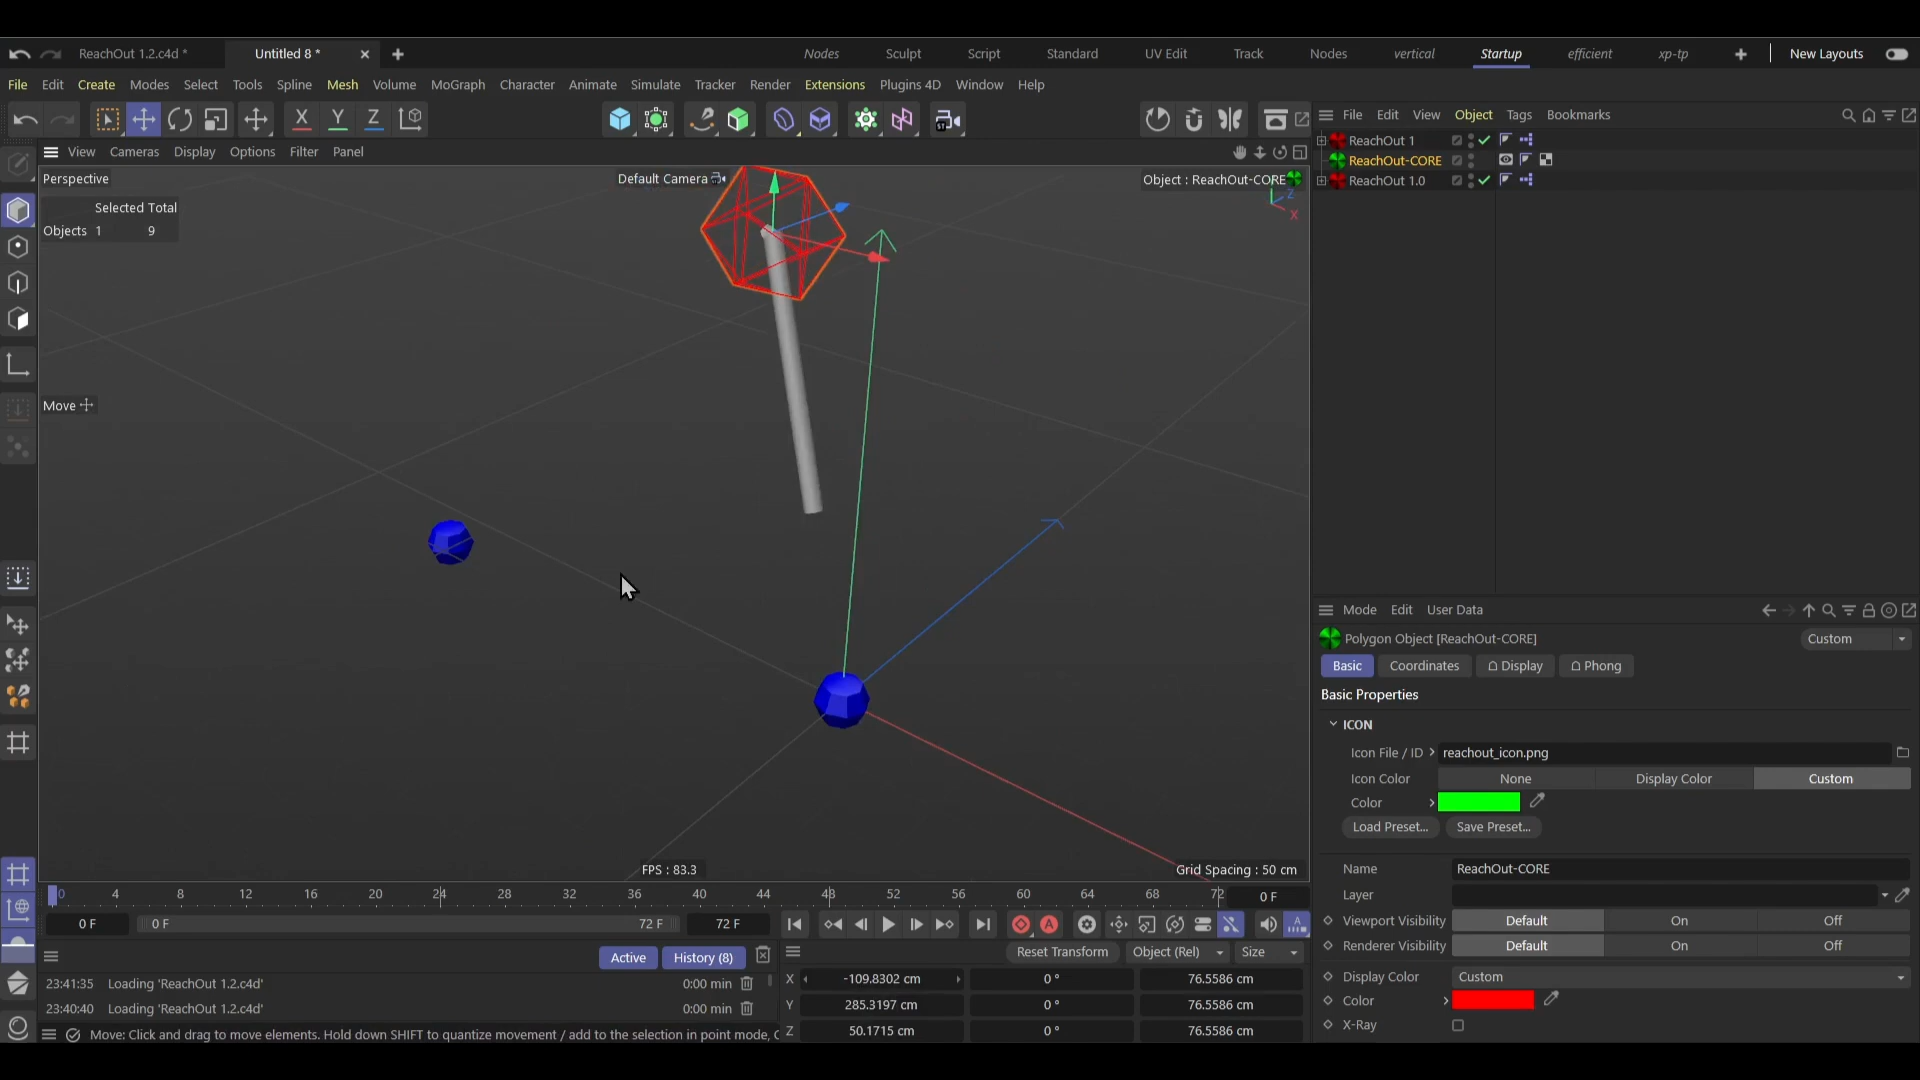 ReachOut 1.2.c4d *
Untitled 8 *
Nodes
Sculpt
Script
Standard
UV Edit
Track
Nodes
vertical
Startup
efficient
xp-tp
New Layouts
File Edit Create Modes Select Tools Spline Mesh Volume MoGraph Character Animate Simulate Tracker Render Extensions Plugins 4D Window Help
X Y Z
File Edit View Object Tags Bookmarks
ReachOut 1
ReachOut-CORE
ReachOut 1.0
View Cameras Display Options Filter Panel
Perspective
Default Camera
Object : ReachOut-CORE
Z
X
Selected Total
Objects 1 9
Move
FPS : 83.3
Grid Spacing : 50 cm
0 4 8 12 16 20 24 28 32 36 40 44 48 52 56 60 64 68 72
0 F
0 F
0 F
72 F
72 F
Active
History (8)
23:41:35 Loading 'ReachOut 1.2.c4d' 0:00 min
23:40:40 Loading 'ReachOut 1.2.c4d' 0:00 min
Move: Click and drag to move elements. Hold down SHIFT to quantize movement / add to the selection in point mode,
Reset Transform
Object (Rel)
Size
X -109.8302 cm 0 ° 76.5586 cm
Y 285.3197 cm 0 ° 76.5586 cm
Z 50.1715 cm 0 ° 76.5586 cm
Mode Edit User Data
Polygon Object [ReachOut-CORE]
Custom
Basic
Coordinates
Display
Phong
Basic Properties
ICON
Icon File / ID reachout_icon.png
Icon Color None Display Color Custom
Color
Load Preset...
Save Preset...
Name ReachOut-CORE
Layer
Viewport Visibility Default On Off
Renderer Visibility Default On Off
Display Color Custom
Color
X-Ray